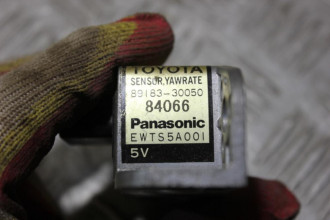 TOYOTA
SENSOR,YAWRATE
89183-30050
84066
Panasonic
EWTS5A001
5V